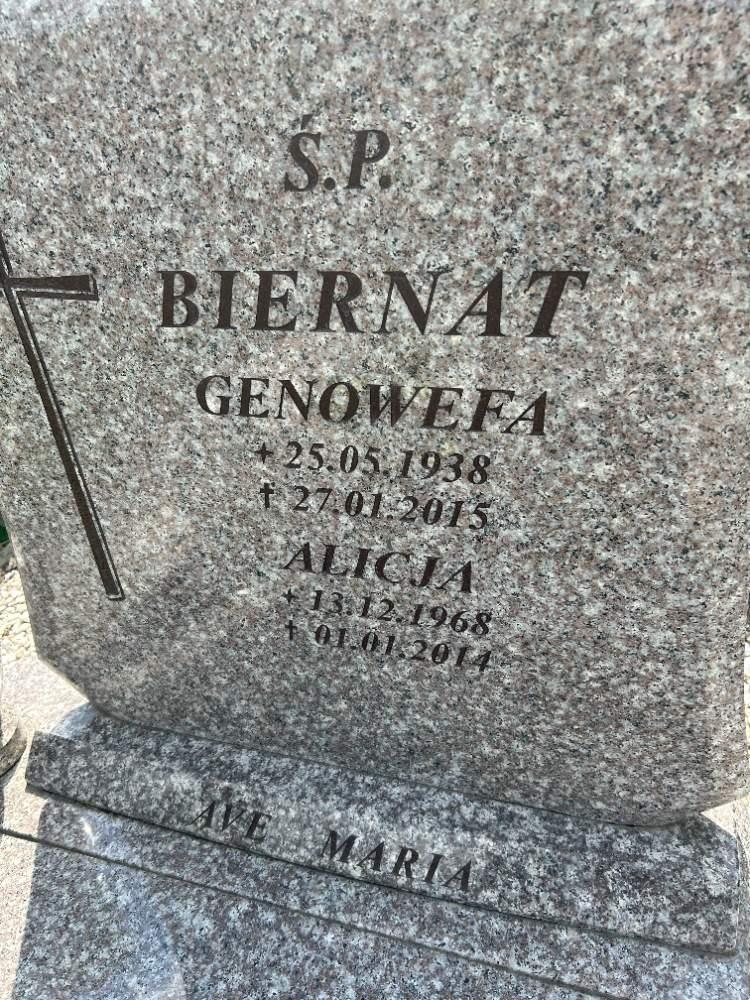 Ś.P.
BIERNAT
GENOWEFA
+ 25.05.1938
† 27.01.2015
ALICJA
+ 13.12.1968
† 01.01.2014
AVE MARIA